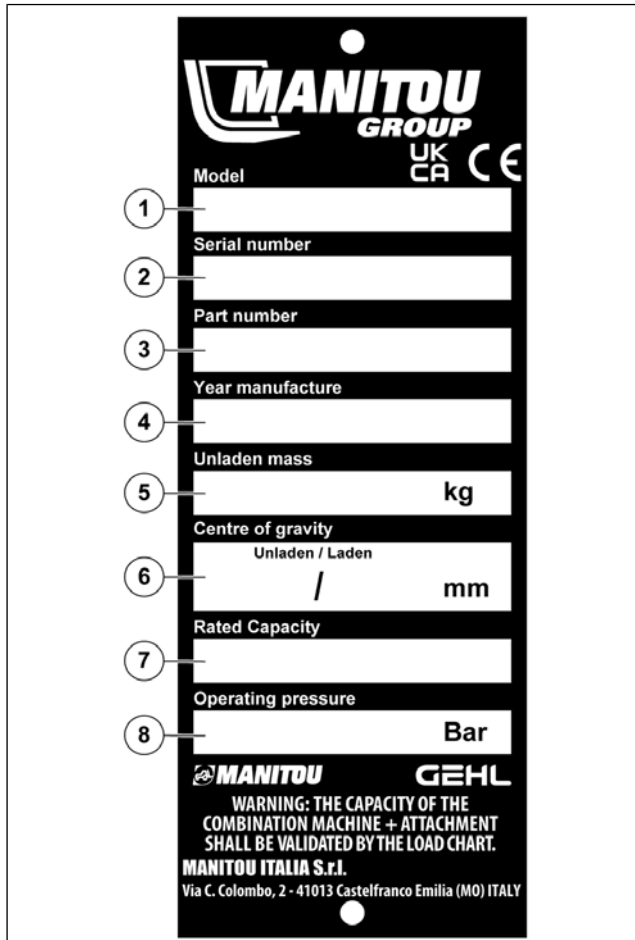 MANITOU
GROUP
UK
CA CE
Model
1
Serial number
2
Part number
3
Year manufacture
4
Unladen mass
5 kg
Centre of gravity
Unladen / Laden
6 / mm
Rated Capacity
7
Operating pressure
8 Bar
MANITOU GEHL
WARNING: THE CAPACITY OF THE
COMBINATION MACHINE + ATTACHMENT
SHALL BE VALIDATED BY THE LOAD CHART.
MANITOU ITALIA S.r.l.
Via C. Colombo, 2 - 41013 Castelfranco Emilia (MO) ITALY